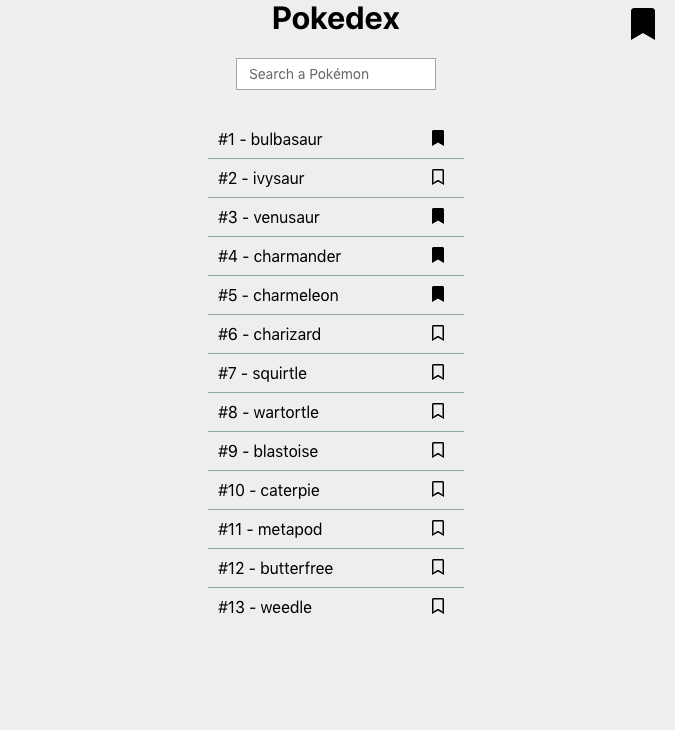 Pokedex
Search a Pokémon
#1 - bulbasaur
#2 - ivysaur
#3 - venusaur
#4 - charmander
#5 - charmeleon
#6 - charizard
#7 - squirtle
#8 - wartortle
#9 - blastoise
#10 - caterpie
#11 - metapod
#12 - butterfree
#13 - weedle